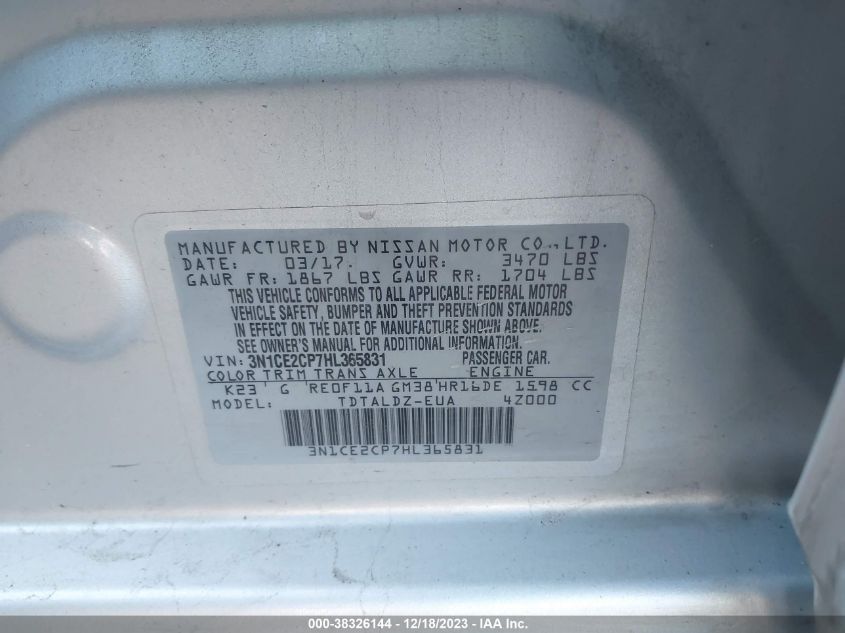 MANUFACTURED BY NISSAN MOTOR CO., LTD.
DATE: 03/17. GVWR: 3470 LBS
GAWR FR: 1867 LBS GAWR RR: 1704 LBS
THIS VEHICLE CONFORMS TO ALL APPLICABLE FEDERAL MOTOR
VEHICLE SAFETY, BUMPER AND THEFT PREVENTION STANDARDS
IN EFFECT ON THE DATE OF MANUFACTURE SHOWN ABOVE.
SEE OWNER'S MANUAL FOR ADDITIONAL INFORMATION.
VIN: 3N1CE2CP7HL365831 PASSENGER CAR.
COLOR TRIM TRANS AXLE ENGINE
K23 G RE0F11A GM38 HR16DE 1598 CC
MODEL: TDTALDZ-EUA 4Z000
3N1CE2CP7HL365831
000-38326144 - 12/18/2023 - IAA Inc.